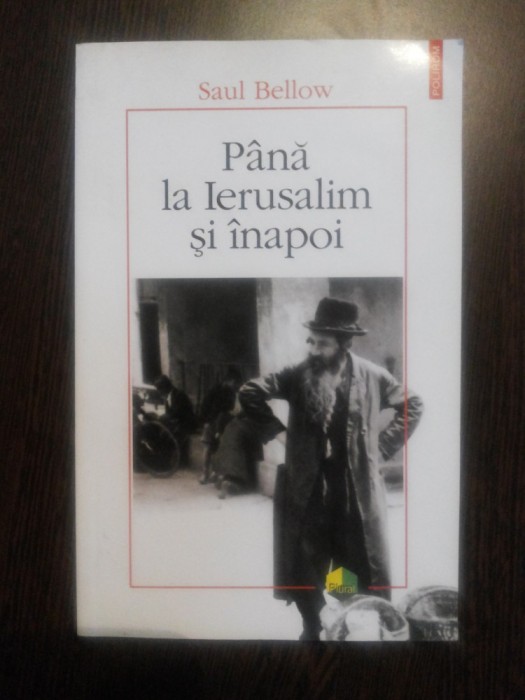 POLIROM
Saul Bellow
Până
la Ierusalim
şi înapoi
Plural